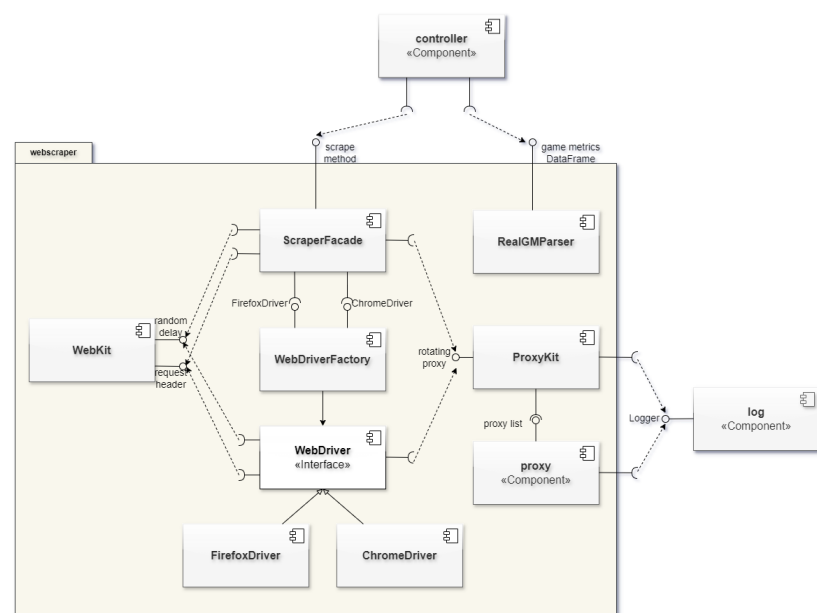 controller
«Component»
scrape
method
game metrics
DataFrame
webscraper
ScraperFacade
RealGMParser
FirefoxDriver
ChromeDriver
random
delay
WebKit
request
header
WebDriverFactory
rotating
proxy
ProxyKit
proxy list
Logger
log
«Component»
WebDriver
«Interface»
proxy
«Component»
FirefoxDriver
ChromeDriver